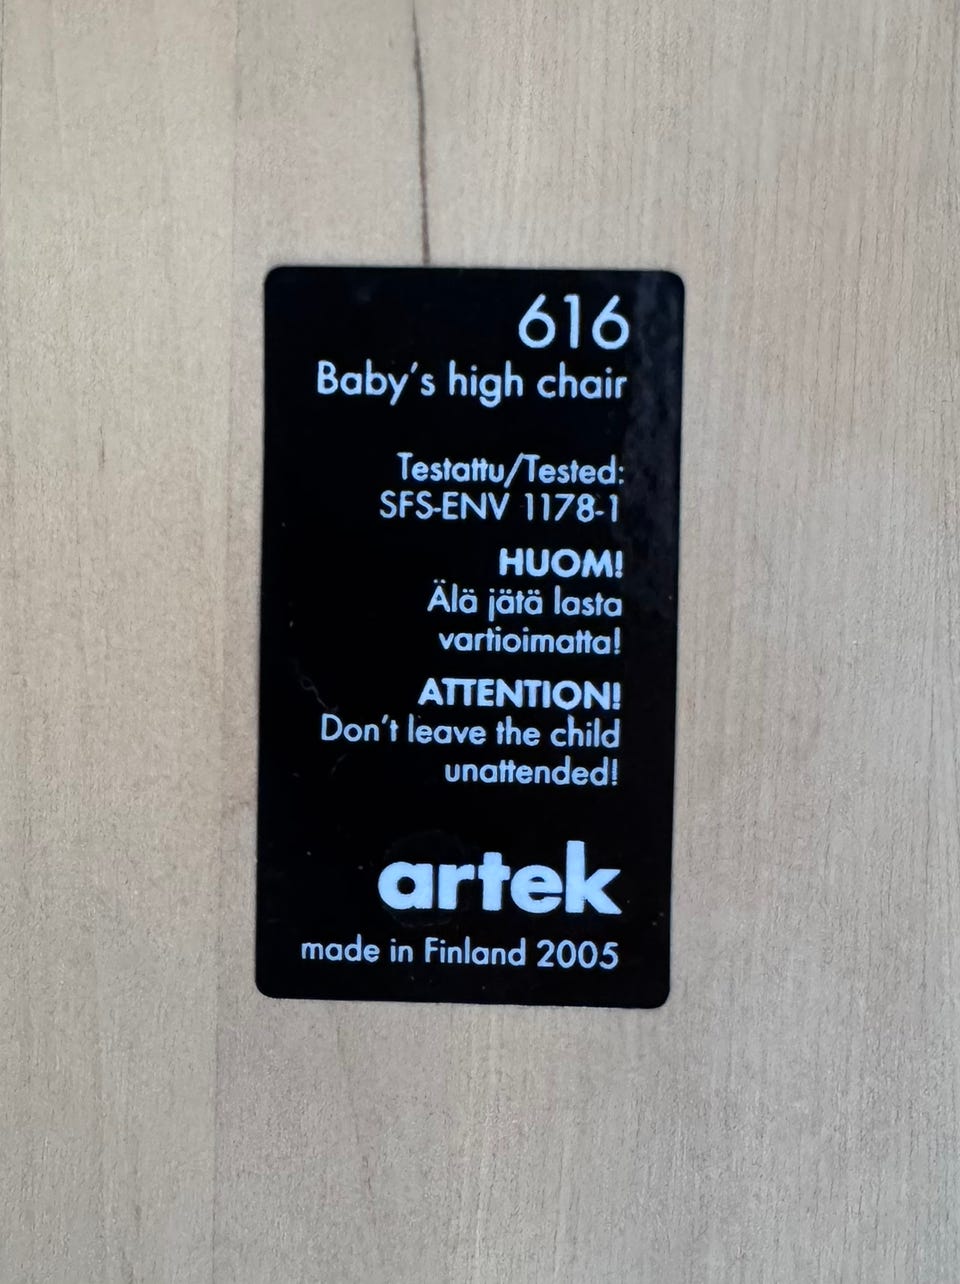 616
Baby's high chair
Testattu/Tested:
SFS-ENV 1178-1
HUOM!
Älä jätä lasta
vartioimatta!
ATTENTION!
Don't leave the child
unattended!
artek
made in Finland 2005